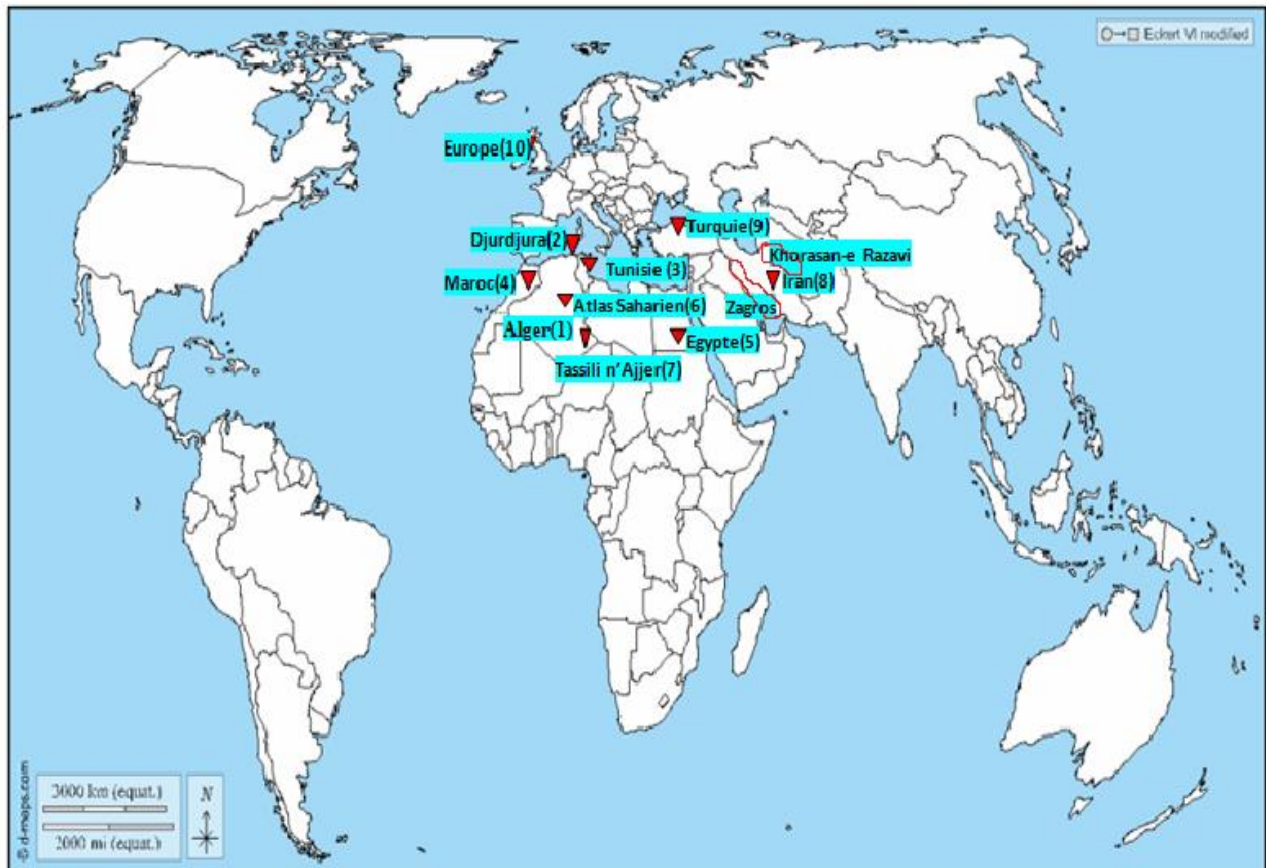 Eckert VI modified
Europe(10)
Turquie(9)
Djurdjura(2)
Khorasan-e Razavi
Tunisie (3)
Maroc(4)
Iran(8)
Atlas Saharien(6)
Zagros
Alger(1)
Egypte(5)
Tassili n'Ajjer(7)
3000 km (equat.)
N
2000 mi (equat.)
© d-maps.com